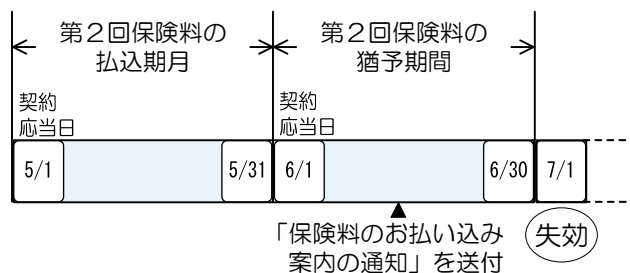 第２回保険料の
払込期月
第２回保険料の
猶予期間
契約
応当日
契約
応当日
5/1
5/31
6/1
6/30
7/1
「保険料のお払い込み
案内の通知」を送付
失効